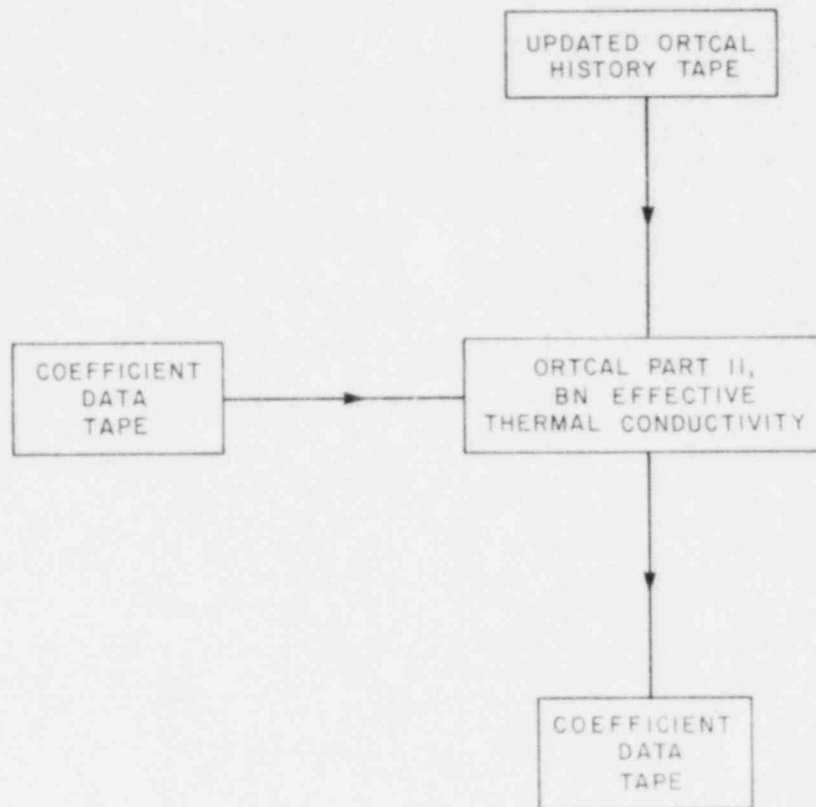 UPDATED ORTCAL
HISTORY TAPE
COEFFICIENT
DATA
TAPE
ORTCAL PART II,
BN EFFECTIVE
THERMAL CONDUCTIVITY
COEFFICIENT
DATA
TAPE